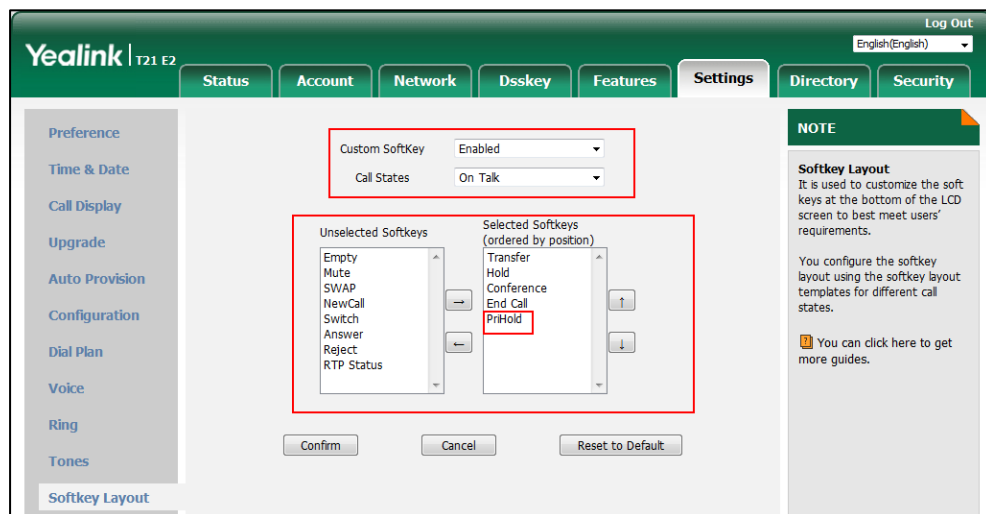 Log Out
English(English)
Yealink | T21 E2
Status
Account
Network
Dsskey
Features
Settings
Directory
Security
Preference
Time & Date
Call Display
Upgrade
Auto Provision
Configuration
Dial Plan
Voice
Ring
Tones
Softkey Layout
Custom SoftKey
Enabled
Call States
On Talk
Unselected Softkeys
Empty
Mute
SWAP
NewCall
Switch
Answer
Reject
RTP Status
→
←
Selected Softkeys
(ordered by position)
Transfer
Hold
Conference
End Call
PriHold
↑
↓
Confirm
Cancel
Reset to Default
NOTE
Softkey Layout
It is used to customize the soft
keys at the bottom of the LCD
screen to best meet users'
requirements.
You configure the softkey
layout using the softkey layout
templates for different call
states.
? You can click here to get
more guides.